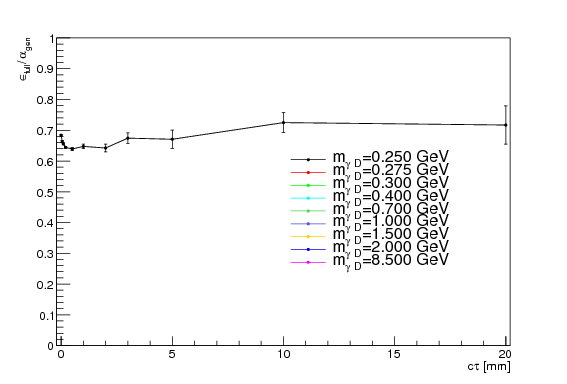 ε_full/α_gen
1
0.9
0.8
0.7
0.6
0.5
0.4
0.3
0.2
0.1
0
m_γD=0.250 GeV
m_γD=0.275 GeV
m_γD=0.300 GeV
m_γD=0.400 GeV
m_γD=0.700 GeV
m_γD=1.000 GeV
m_γD=1.500 GeV
m_γD=2.000 GeV
m_γD=8.500 GeV
0 5 10 15 20
cτ [mm]